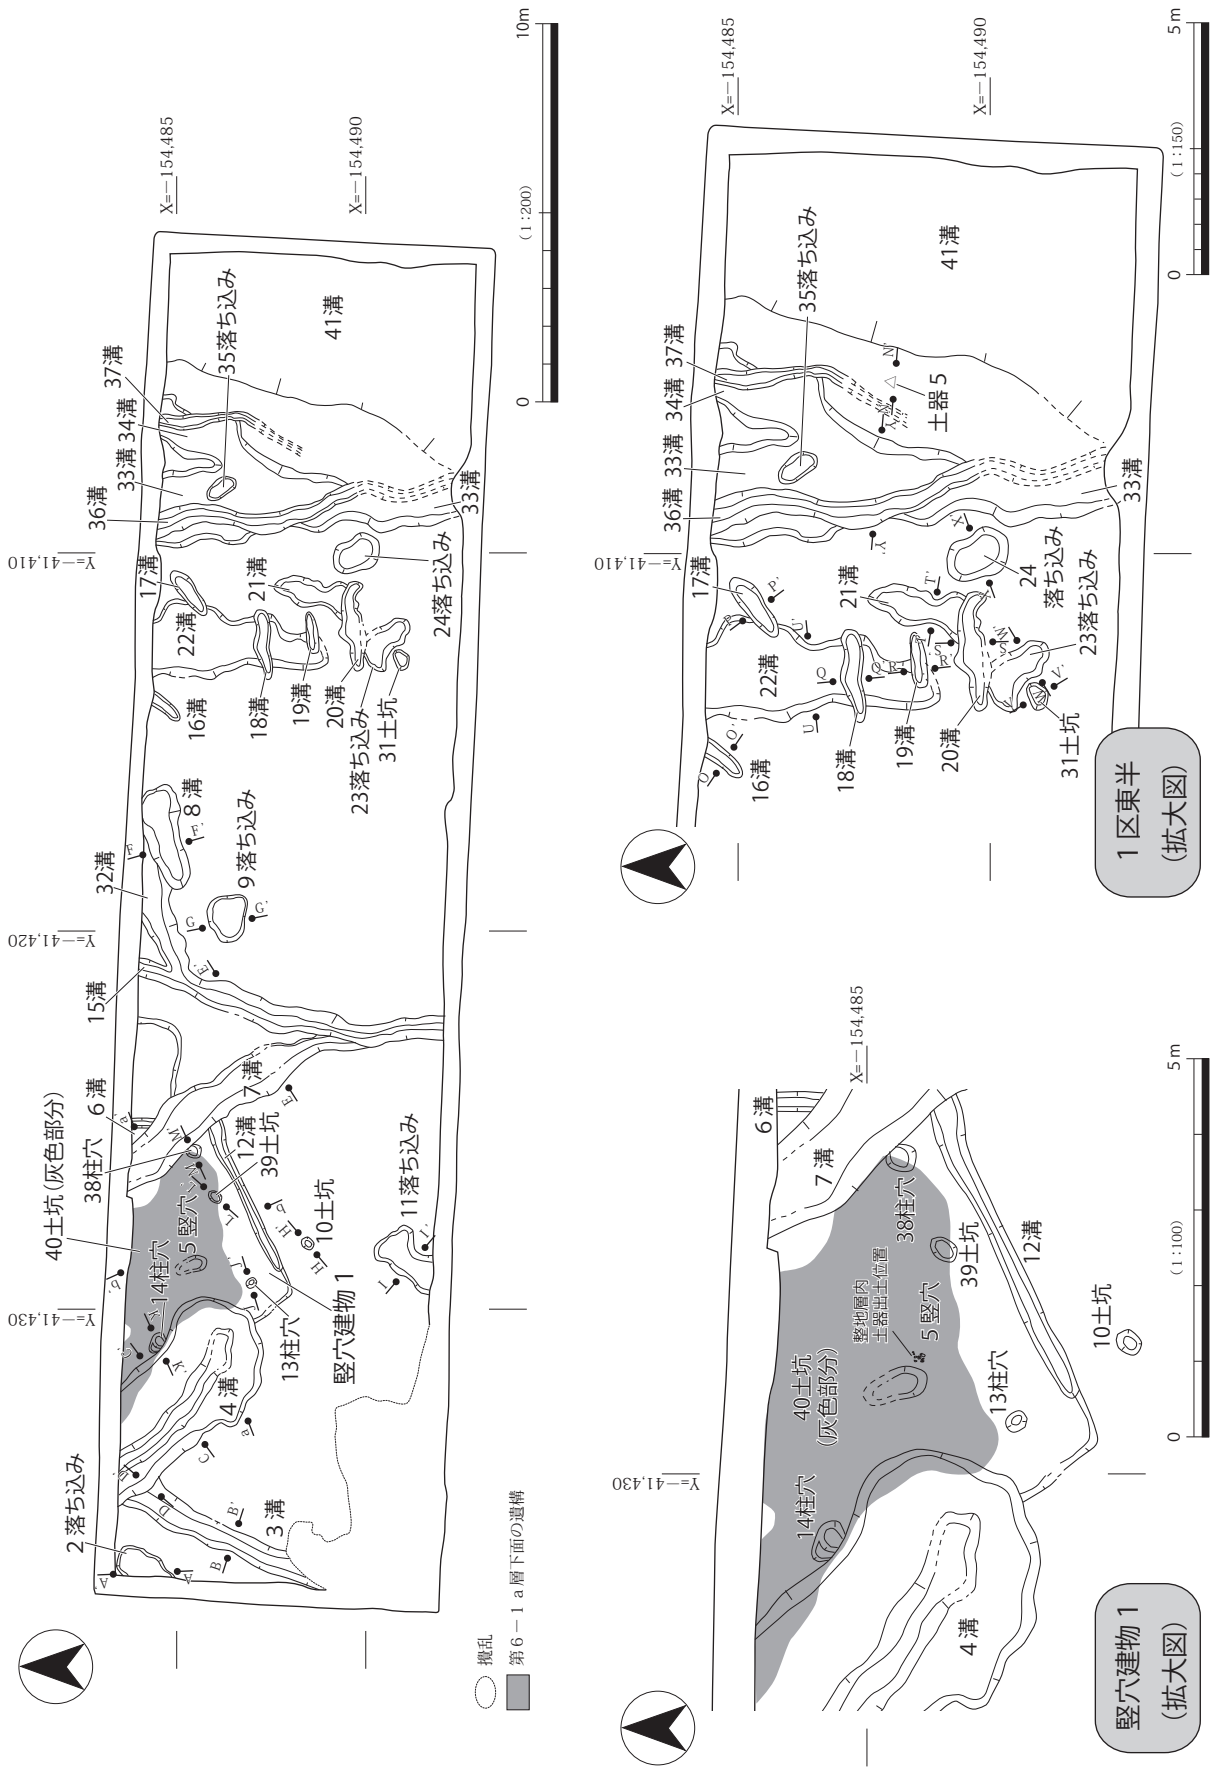 2 落ち込み
40土坑（灰色部分）
38柱穴
6 溝
15溝
Y=−41,420
32溝
Y=−41,410
36溝
33溝
34溝
37溝
X=−154,485
X=−154,490
35落ち込み
41溝
Y=−41,430
A’
A
B
B’
3 溝
C
C’
D
D’
a
a’
4 溝
K
K’
14柱穴
5 竪穴
b’
b
13柱穴
竪穴建物 1
J
J’
L
L’
M
M’
12溝
39土坑
H
H’
10土坑
I
I’
11落ち込み
7 溝
E
E’
F
F’
8 溝
G
G’
9 落ち込み
16溝
17溝
22溝
18溝
19溝
21溝
20溝
23落ち込み
31土坑
24落ち込み
33溝
0
(1:200)
10m
攪乱
第６－１ａ層下面の遺構
竪穴建物 1
（拡大図）
Y=−41,430
14柱穴
4 溝
40土坑
（灰色部分）
整地層内
土器出土位置
5 竪穴
13柱穴
38柱穴
39土坑
12溝
10土坑
7 溝
6 溝
X=−154,485
0
(1:100)
5m
1 区東半
（拡大図）
Y=−41,410
36溝
33溝
34溝
37溝
X=−154,485
X=−154,490
35落ち込み
41溝
土器 5
N’
17溝
P
P’
16溝
O
O’
22溝
U
U’
Q
Q’
18溝
R
R’
19溝
S
S’
T’
21溝
20溝
V’
W’
X
Y’
24
落ち込み
23落ち込み
31土坑
33溝
0
(1:150)
5m